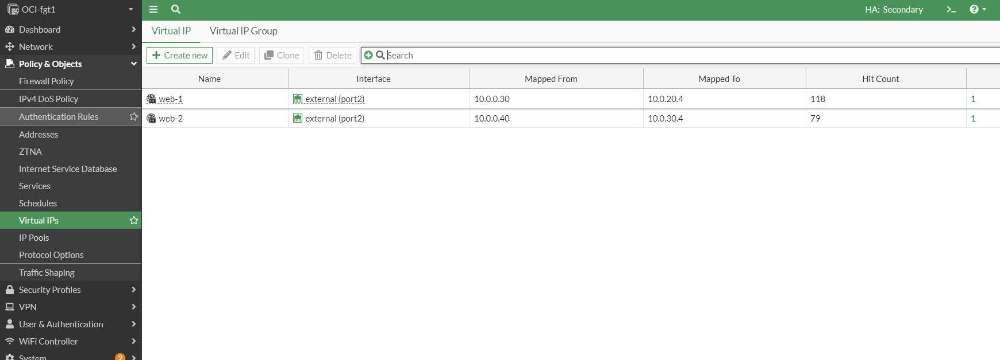 OCI-fgt1
HA: Secondary
Dashboard
Network
Policy & Objects
Firewall Policy
IPv4 DoS Policy
Authentication Rules
Addresses
ZTNA
Internet Service Database
Services
Schedules
Virtual IPs
IP Pools
Protocol Options
Traffic Shaping
Security Profiles
VPN
User & Authentication
WiFi Controller
System 2
Virtual IP Virtual IP Group
Create new Edit Clone Delete Search
Name Interface Mapped From Mapped To Hit Count
web-1 external (port2) 10.0.0.30 10.0.20.4 118 1
web-2 external (port2) 10.0.0.40 10.0.30.4 79 1